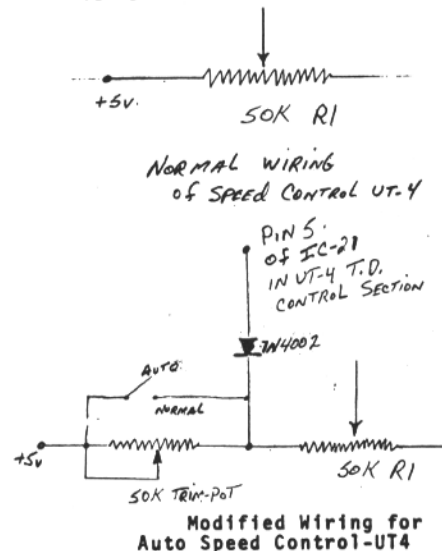 +5v.
50K R1
NORMAL WIRING
of SPEED CONTROL UT-4
PIN 5.
of IC-21
IN UT-4 T.D.
CONTROL SECTION
1N4002
AUTO
NORMAL
+5v
50K TRIM-POT
50K R1
Modified Wiring for
Auto Speed Control-UT4